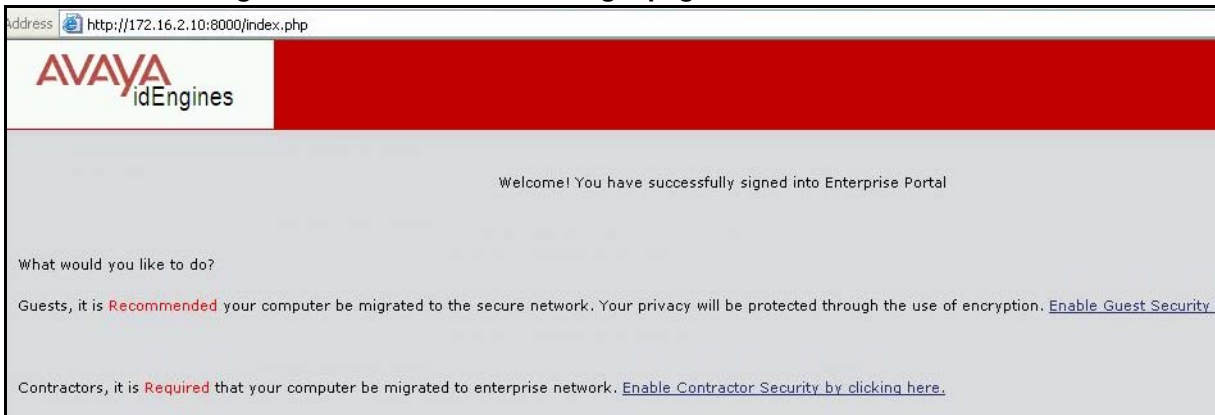 Address http://172.16.2.10:8000/index.php
AVAYA
idEngines
Welcome! You have successfully signed into Enterprise Portal
What would you like to do?
Guests, it is Recommended your computer be migrated to the secure network. Your privacy will be protected through the use of encryption. Enable Guest Security
Contractors, it is Required that your computer be migrated to enterprise network. Enable Contractor Security by clicking here.